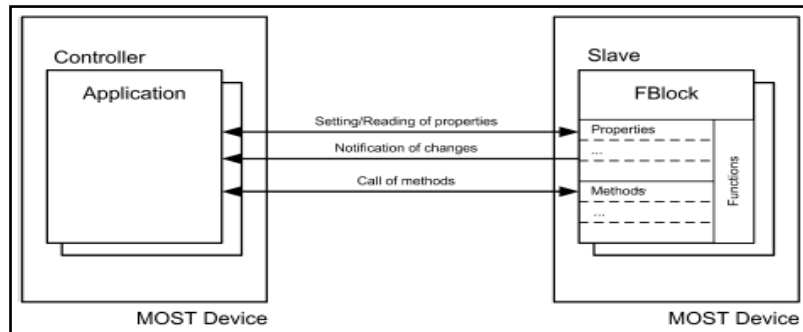 Controller
Slave
Application
FBlock
Setting/Reading of properties
Properties
...
Notification of changes
Call of methods
Methods
...
Functions
MOST Device
MOST Device